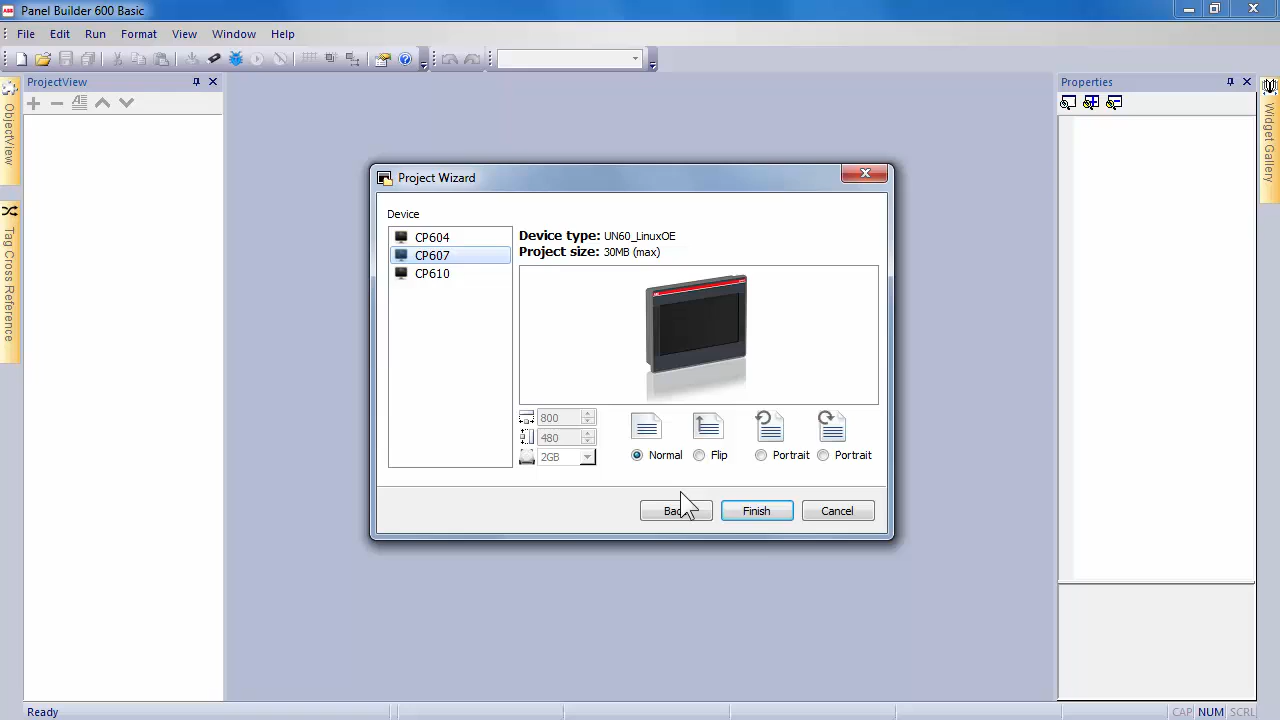 Panel Builder 600 Basic
File Edit Run Format View Window Help
ProjectView
Properties
ObjectView
Tag Cross Reference
Widget Gallery
Project Wizard
Device
CP604
CP607
CP610
Device type: UN60_LinuxOE
Project size: 30MB (max)
800
480
2GB
Normal Flip Portrait Portrait
Finish Cancel
Ready
CAP NUM SCRL